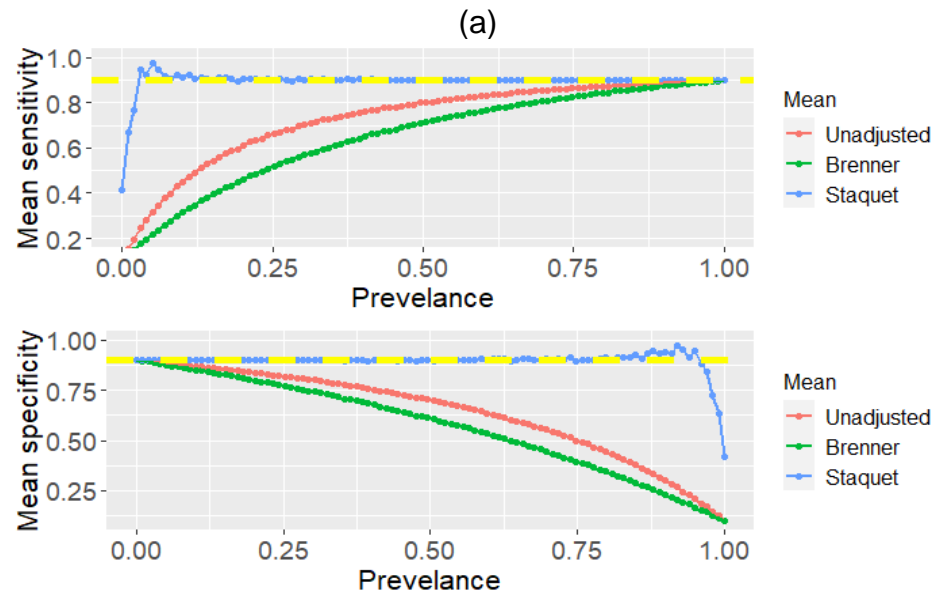 (a)
Mean sensitivity
1.0
0.8
0.6
0.4
0.2
0.00 0.25 0.50 0.75 1.00
Prevelance
Mean
Unadjusted
Brenner
Staquet
Mean specificity
1.00
0.75
0.50
0.25
0.00 0.25 0.50 0.75 1.00
Prevelance
Mean
Unadjusted
Brenner
Staquet